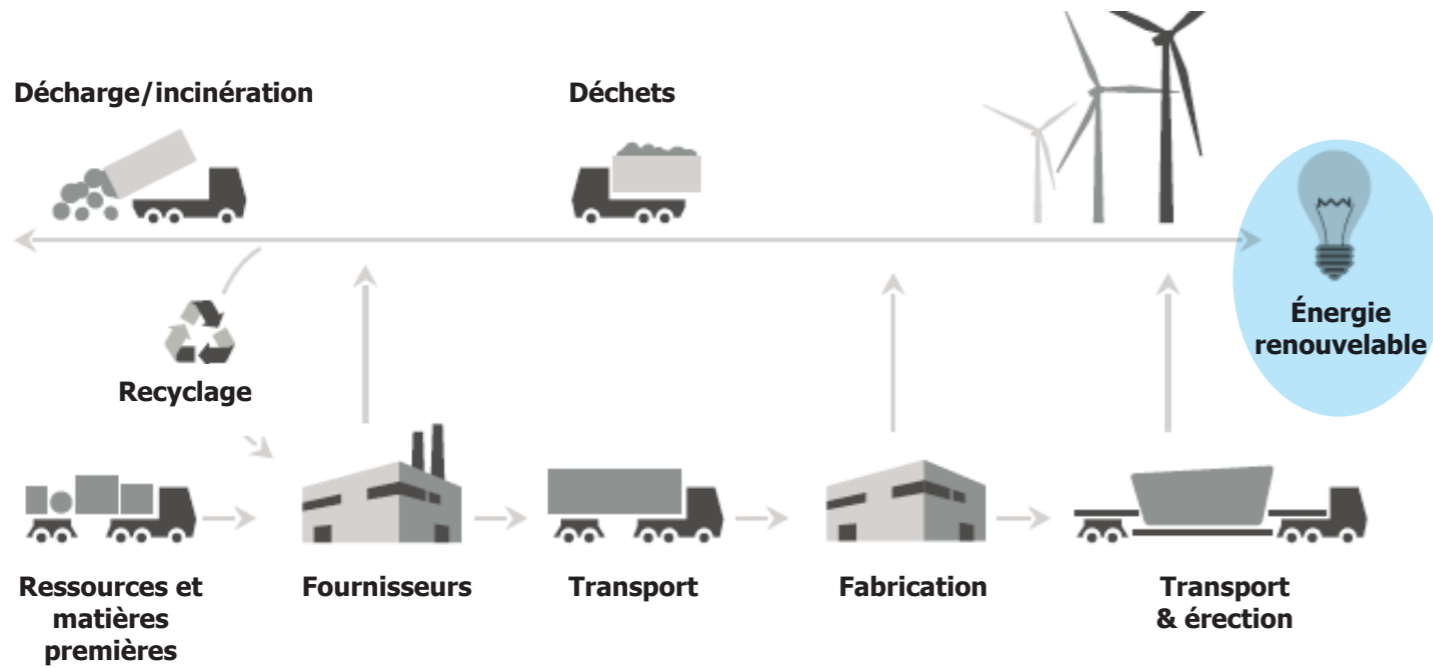 Décharge/incinération
Déchets
Énergie
renouvelable
Recyclage
Ressources et
matières
premières
Fournisseurs
Transport
Fabrication
Transport
& érection